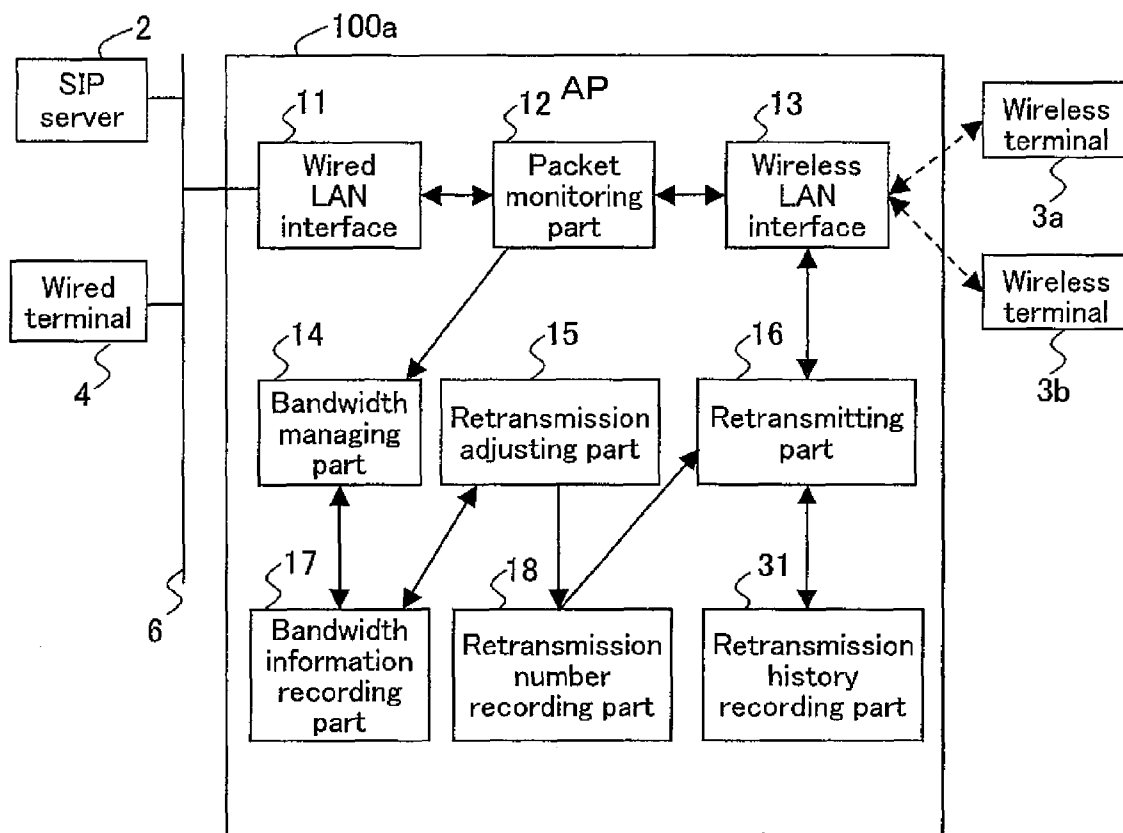 2
SIP
server
100a
AP
11
Wired
LAN
interface
12
Packet
monitoring
part
13
Wireless
LAN
interface
Wireless
terminal
3a
Wired
terminal
4
Wireless
terminal
3b
14
Bandwidth
managing
part
15
Retransmission
adjusting part
16
Retransmitting
part
6
17
Bandwidth
information
recording
part
18
Retransmission
number
recording part
31
Retransmission
history
recording part